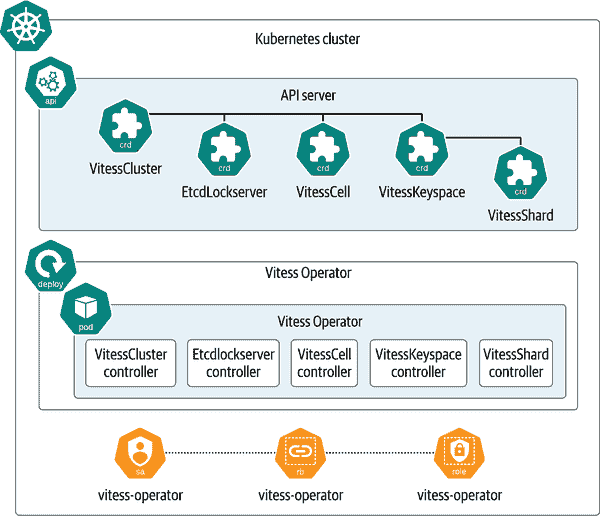 Kubernetes cluster
api
API server
crd
VitessCluster
crd
EtcdLockserver
crd
VitessCell
crd
VitessKeyspace
crd
VitessShard
deploy
Vitess Operator
pod
Vitess Operator
VitessCluster
controller
Etcdlockserver
controller
VitessCell
controller
VitessKeyspace
controller
VitessShard
controller
sa
vitess-operator
rb
vitess-operator
role
vitess-operator